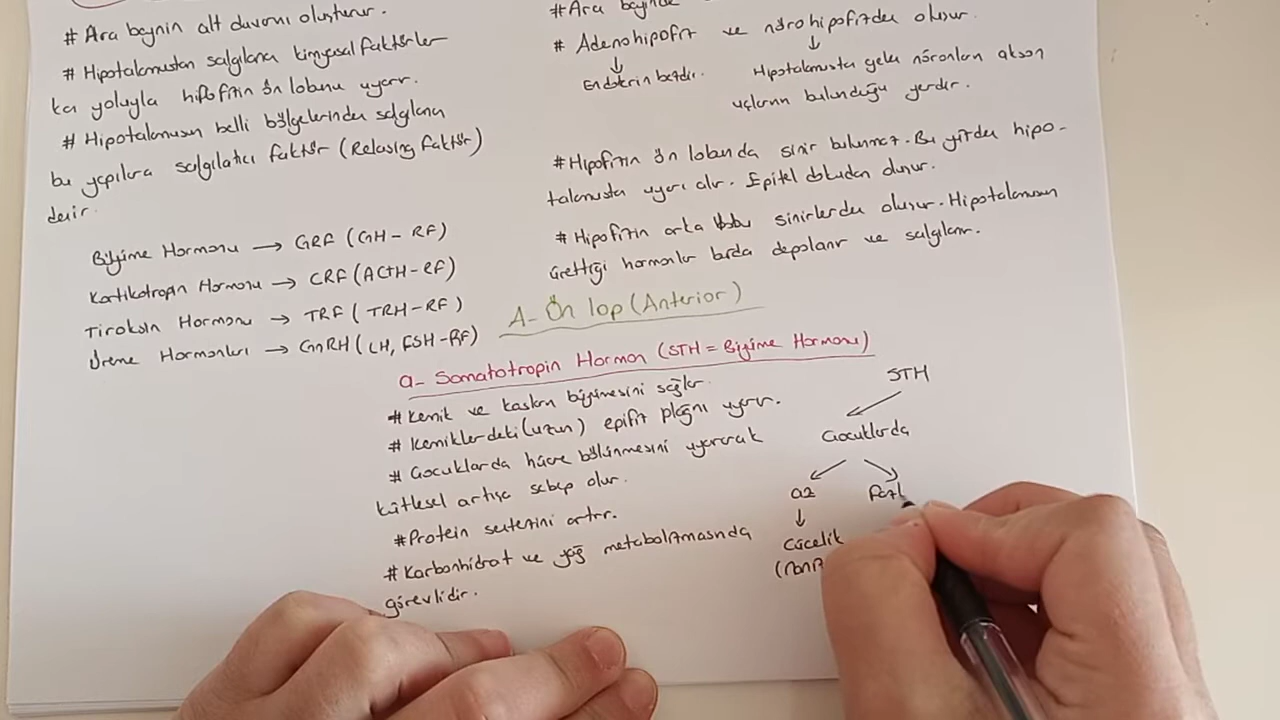 # Ara beynin alt duvarını oluşturur.
# Hipotalamustan salgılanan kimyasal faktörler
kan yoluyla hipofizin ön lobunu uyarır.
# Hipotalamusun belli bölgelerinden salgılanan
bu yapılara salgılatıcı faktör (Relasing faktör)
denir.
Büyüme Hormonu → GRF (GH-RF)
Kortikotropin Hormonu → CRF (ACTH-RF)
Tiroksin Hormonu → TRF (TRH-RF)
Üreme Hormonları → GnRH (LH, FSH-RF)
# Ara beyinde
# Adenohipofiz ve nörohipofizden oluşur.
↓ ↓
Endokrin bezdir. Hipotalamustan gelen nöronların akson
uçlarının bulunduğu yerdir.
# Hipofizin ön lobunda sinir bulunmaz. Bu yüzden hipo-
talamustan uyarı alır. Epitel dokudan oluşur.
# Hipofizin arka lobu sinirlerden oluşur. Hipotalamusun
ürettiği hormonlar burda depolanır ve salgılanır.
A- Ön lop (Anterior)
a- Somatotropin Hormon (STH = Büyüme Hormonu)
# Kemik ve kasların büyümesini sağlar.
# Kemiklerdeki (uzun) epifiz plağını uyarır.
# Çocuklarda hücre bölünmesini uyararak
kütlesel artışa sebep olur.
# Protein sentezini artırır.
# Karbonhidrat ve yağ metabolizmasında
görevlidir.
STH
Çocuklarda
az fazl
↓
Cücelik